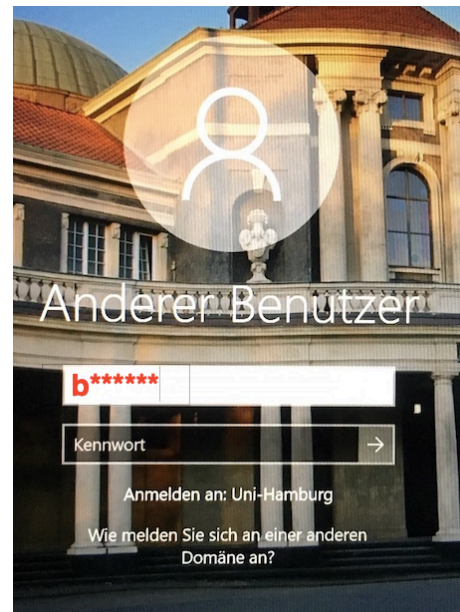 Anderer Benutzer
b******
Kennwort
Anmelden an: Uni-Hamburg
Wie melden Sie sich an einer anderen
Domäne an?